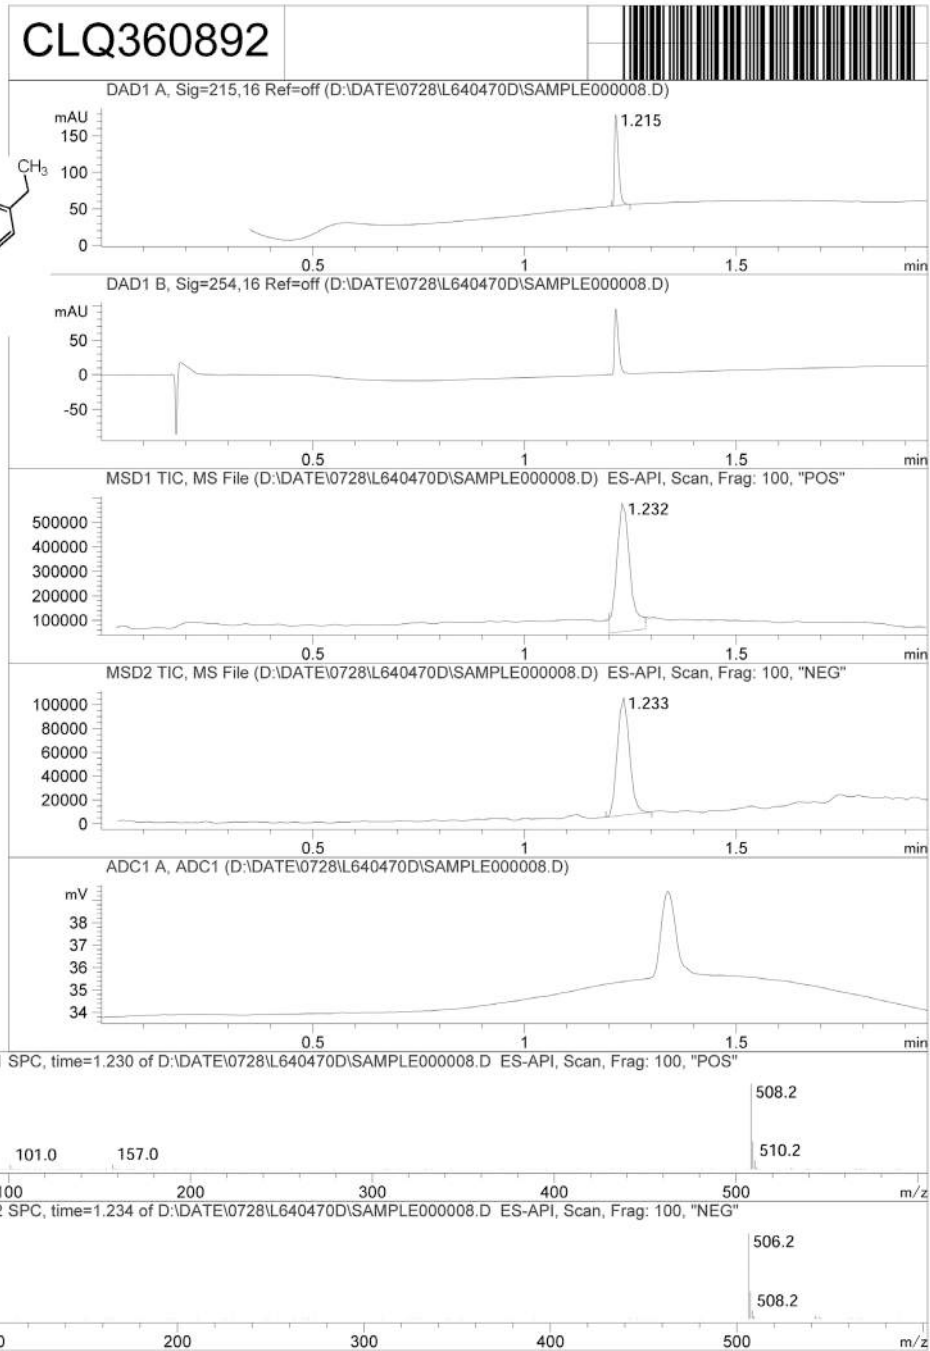 CLQ360892
DAD1 A, Sig=215,16 Ref=off (D:\DATE\0728\L640470D\SAMPLE000008.D)
mAU
150
100
50
0
1.215
CH3
0.5 1 1.5 min
DAD1 B, Sig=254,16 Ref=off (D:\DATE\0728\L640470D\SAMPLE000008.D)
mAU
50
0
-50
0.5 1 1.5 min
MSD1 TIC, MS File (D:\DATE\0728\L640470D\SAMPLE000008.D) ES-API, Scan, Frag: 100, "POS"
500000
400000
300000
200000
100000
1.232
0.5 1 1.5 min
MSD2 TIC, MS File (D:\DATE\0728\L640470D\SAMPLE000008.D) ES-API, Scan, Frag: 100, "NEG"
100000
80000
60000
40000
20000
0
1.233
0.5 1 1.5 min
ADC1 A, ADC1 (D:\DATE\0728\L640470D\SAMPLE000008.D)
mV
38
37
36
35
34
0.5 1 1.5 min
SPC, time=1.230 of D:\DATE\0728\L640470D\SAMPLE000008.D ES-API, Scan, Frag: 100, "POS"
508.2
510.2
101.0 157.0
100 200 300 400 500 m/z
2 SPC, time=1.234 of D:\DATE\0728\L640470D\SAMPLE000008.D ES-API, Scan, Frag: 100, "NEG"
506.2
508.2
200 300 400 500 m/z